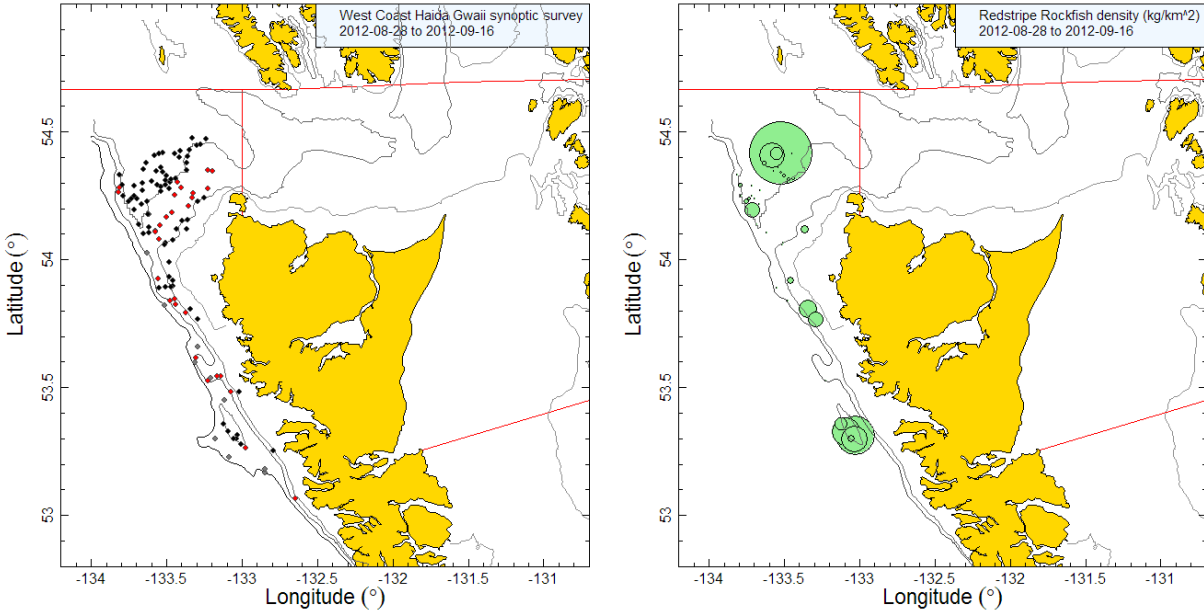 West Coast Haida Gwaii synoptic survey
2012-08-28 to 2012-09-16
54.5
54
53.5
53
Latitude (°)
-134
-133.5
-133
-132.5
-132
-131.5
-131
Longitude (°)
Redstripe Rockfish density (kg/km^2)
2012-08-28 to 2012-09-16
54.5
54
53.5
53
Latitude (°)
-134
-133.5
-133
-132.5
-132
-131.5
-131
Longitude (°)